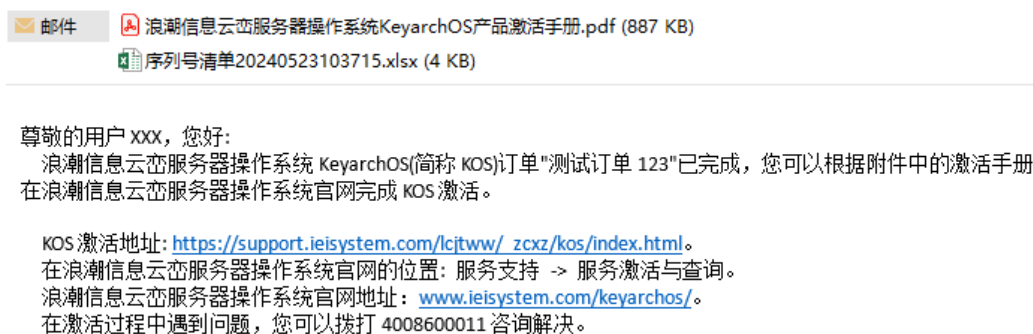 邮件 浪潮信息云峦服务器操作系统KeyarchOS产品激活手册.pdf (887 KB)
序列号清单20240523103715.xlsx (4 KB)
尊敬的用户 XXX，您好:
浪潮信息云峦服务器操作系统 KeyarchOS(简称 KOS)订单"测试订单 123"已完成，您可以根据附件中的激活手册
在浪潮信息云峦服务器操作系统官网完成 KOS 激活。
KOS 激活地址: https://support.ieisystem.com/lcjtww/_zcxz/kos/index.html。
在浪潮信息云峦服务器操作系统官网的位置: 服务支持 -> 服务激活与查询。
浪潮信息云峦服务器操作系统官网地址：www.ieisystem.com/keyarchos/。
在激活过程中遇到问题，您可以拨打 4008600011 咨询解决。